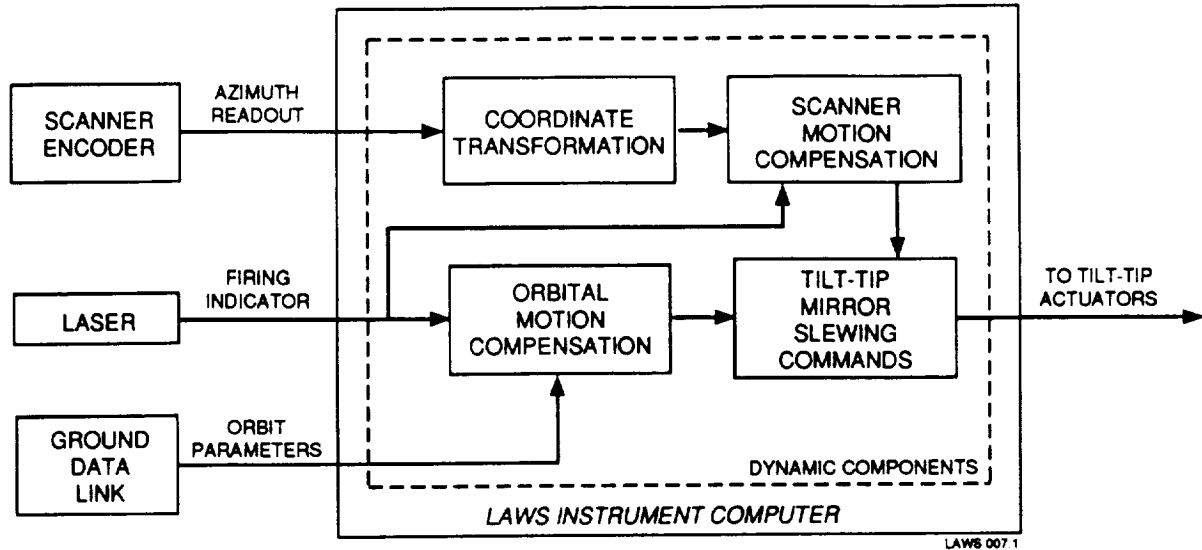 SCANNER
ENCODER
AZIMUTH
READOUT
COORDINATE
TRANSFORMATION
SCANNER
MOTION
COMPENSATION
LASER
FIRING
INDICATOR
ORBITAL
MOTION
COMPENSATION
TILT-TIP
MIRROR
SLEWING
COMMANDS
TO TILT-TIP
ACTUATORS
GROUND
DATA
LINK
ORBIT
PARAMETERS
DYNAMIC COMPONENTS
LAWS INSTRUMENT COMPUTER
LAWS 007.1